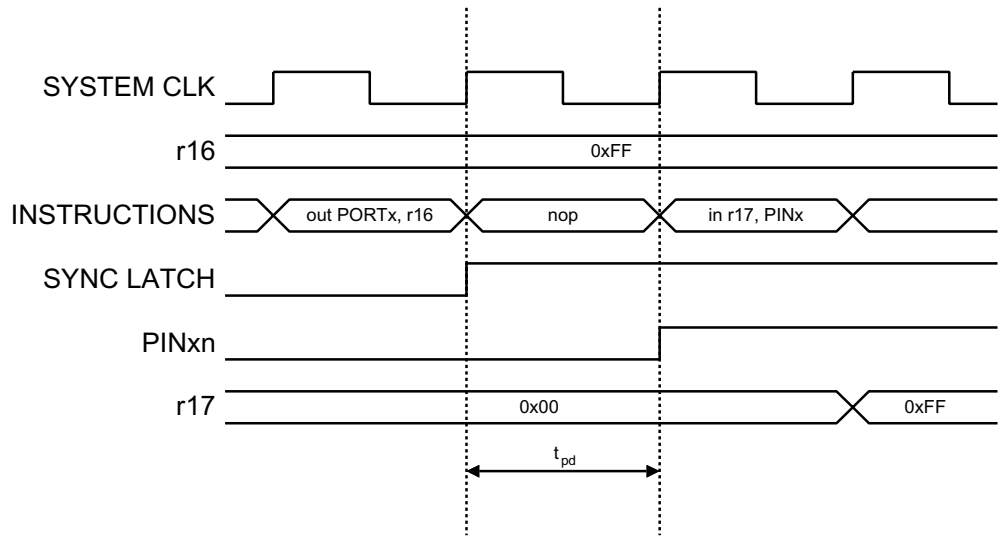 SYSTEM CLK
r16
0xFF
INSTRUCTIONS
out PORTx, r16
nop
in r17, PINx
SYNC LATCH
PINxn
r17
0x00
0xFF
tpd